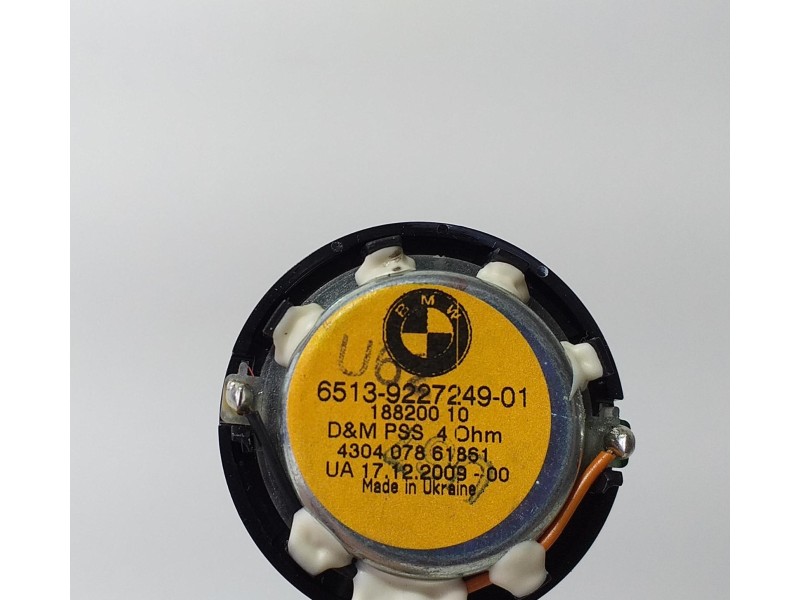 BMW
6513-9227249-01
188200 10
D&M PSS 4 Ohm
4304 078 61861
UA 17.12.2009 - 00
Made in Ukraine